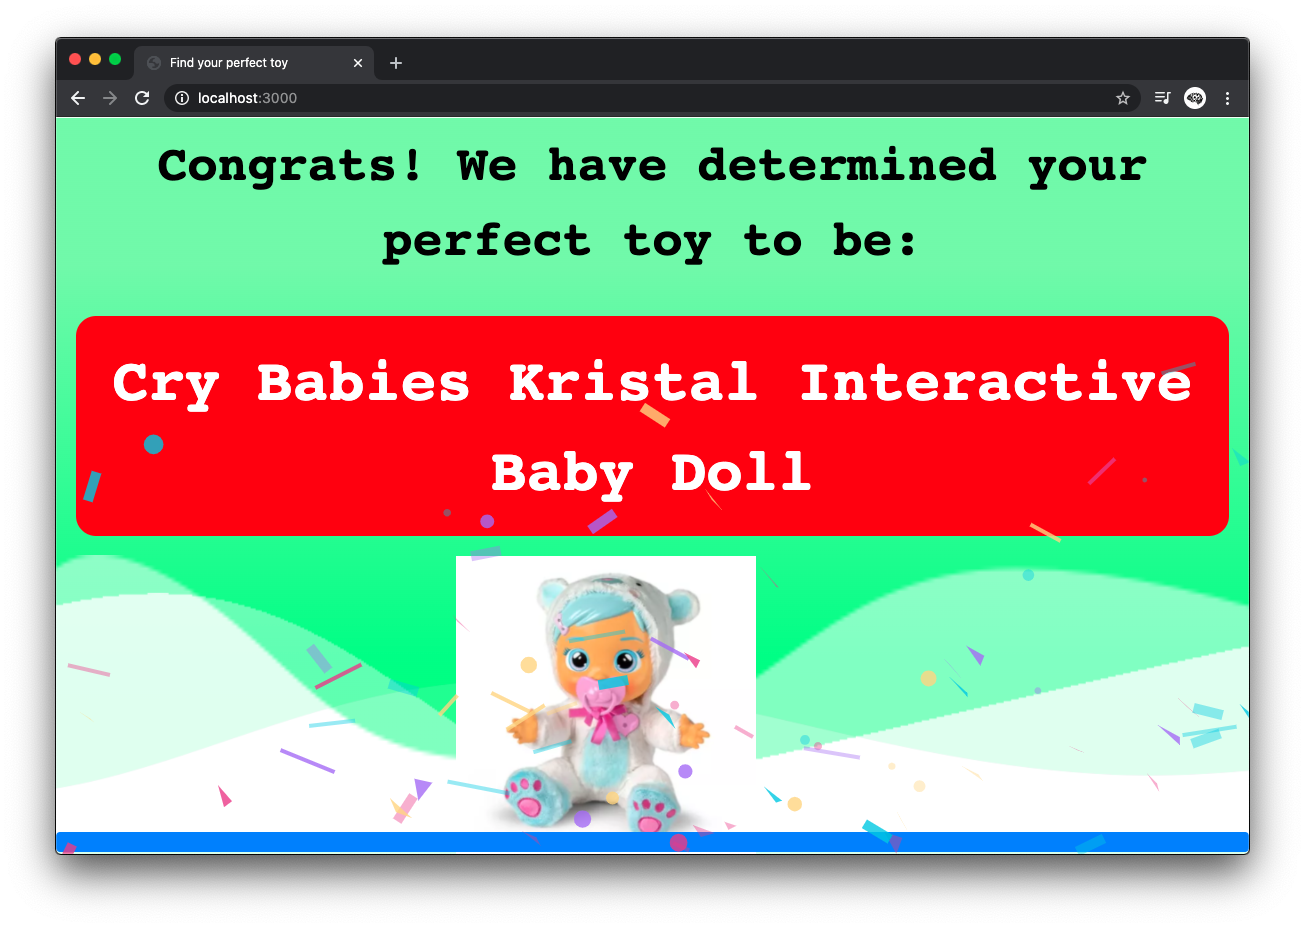 Find your perfect toy
localhost:3000
Congrats! We have determined your
perfect toy to be:
Cry Babies Kristal Interactive
Baby Doll